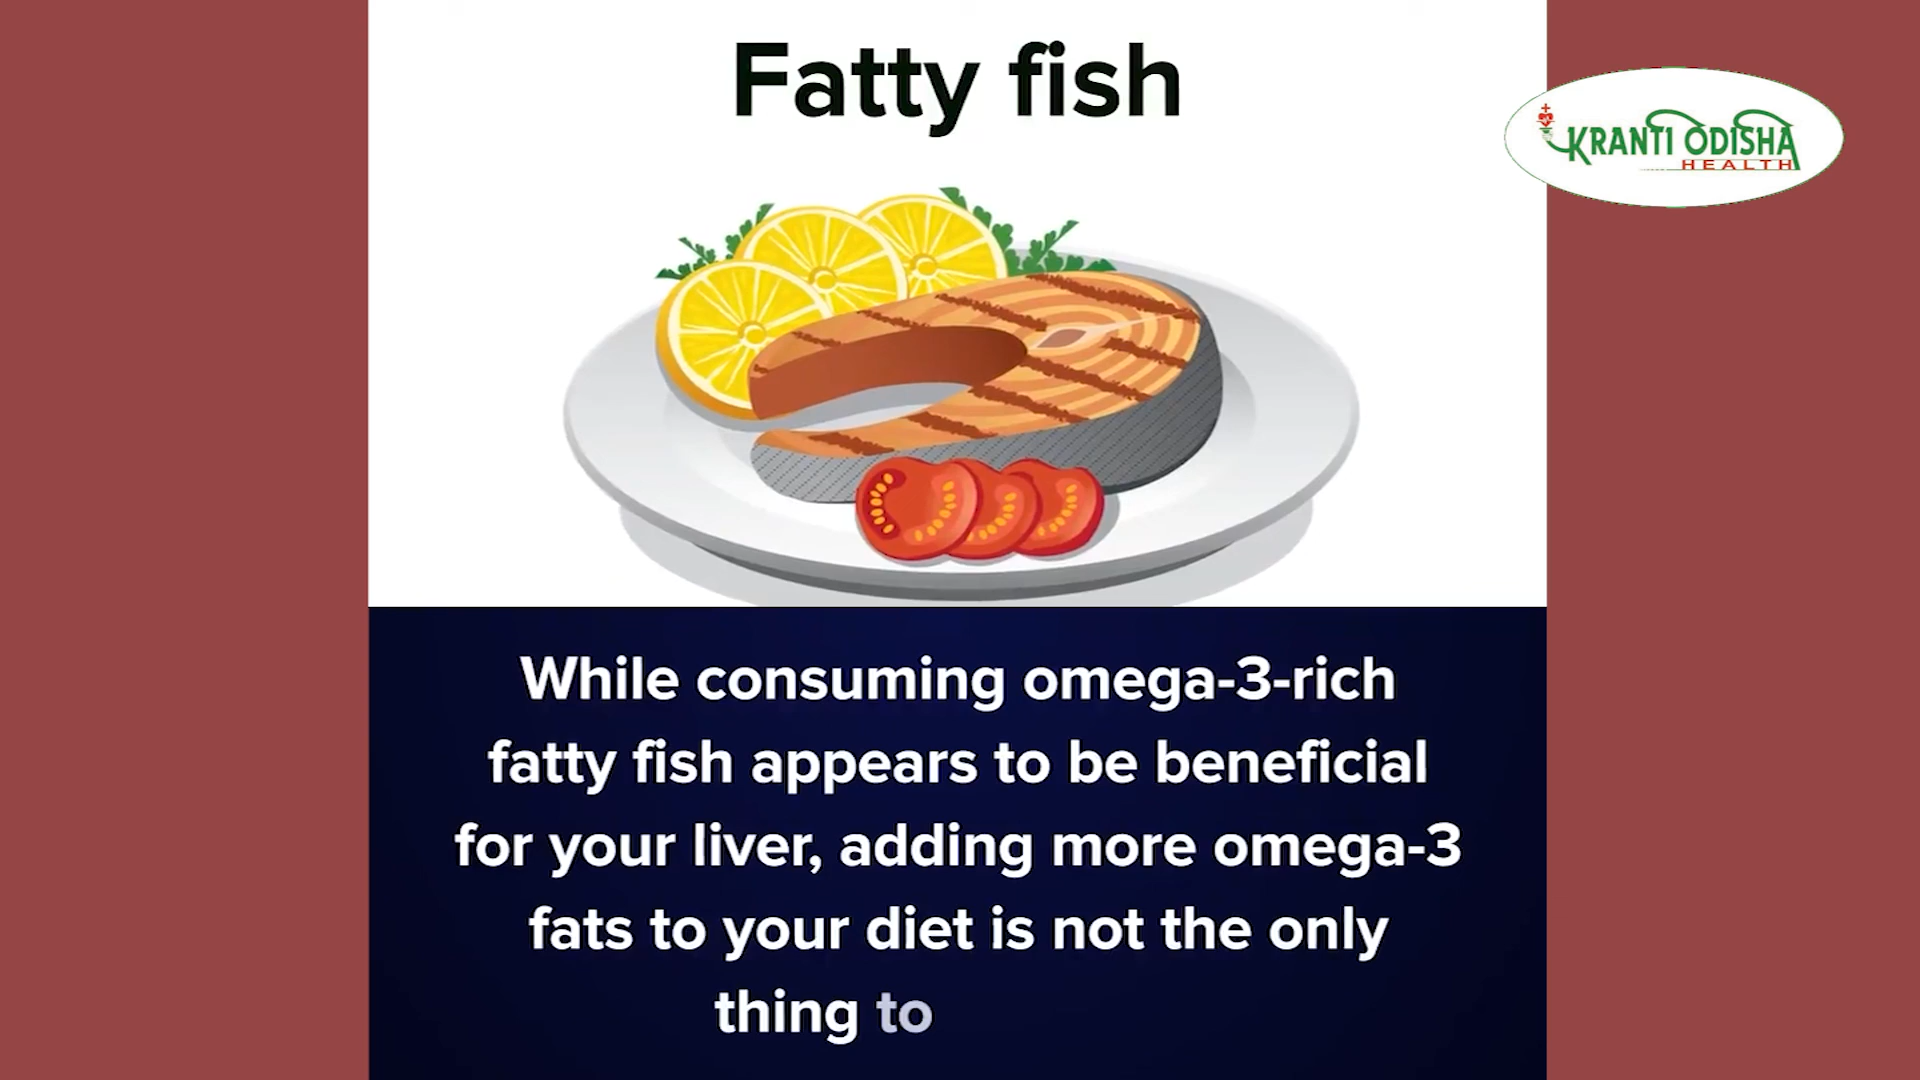 Fatty fish
KRANTI ODISHA
HEALTH
While consuming omega-3-rich
fatty fish appears to be beneficial
for your liver, adding more omega-3
fats to your diet is not the only
thing to